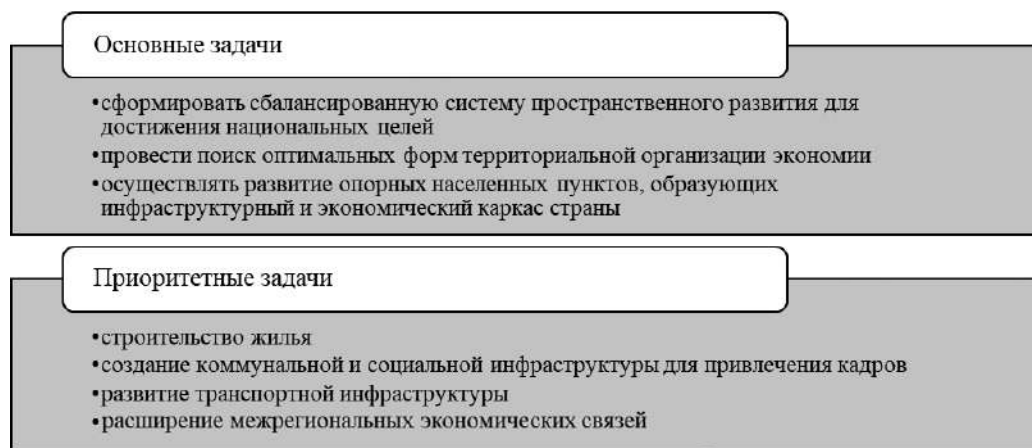 Основные задачи
•сформировать сбалансированную систему пространственного развития для
достижения национальных целей
•провести поиск оптимальных форм территориальной организации экономии
•осуществлять развитие опорных населенных пунктов, образующих
инфраструктурный и экономический каркас страны
Приоритетные задачи
•строительство жилья
•создание коммунальной и социальной инфраструктуры для привлечения кадров
•развитие транспортной инфраструктуры
•расширение межрегиональных экономических связей